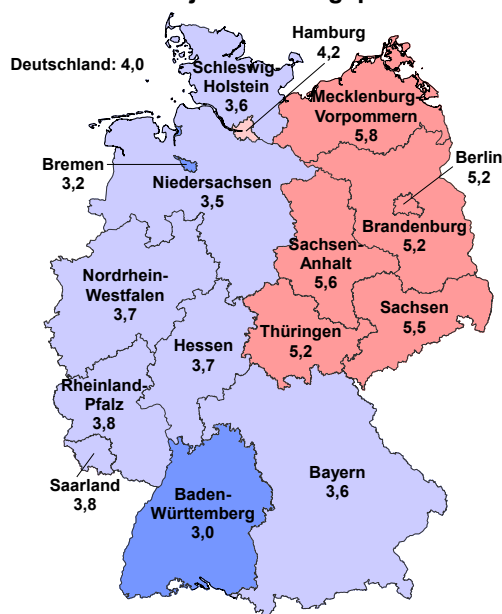 Hamburg
4,2
Deutschland: 4,0
Schleswig-
Holstein
3,6
Mecklenburg-
Vorpommern
5,8
Bremen
3,2
Berlin
5,2
Niedersachsen
3,5
Brandenburg
5,2
Sachsen-
Anhalt
5,6
Nordrhein-
Westfalen
3,7
Sachsen
5,5
Thüringen
5,2
Hessen
3,7
Rheinland-
Pfalz
3,8
Saarland
3,8
Bayern
3,6
Baden-
Württemberg
3,0